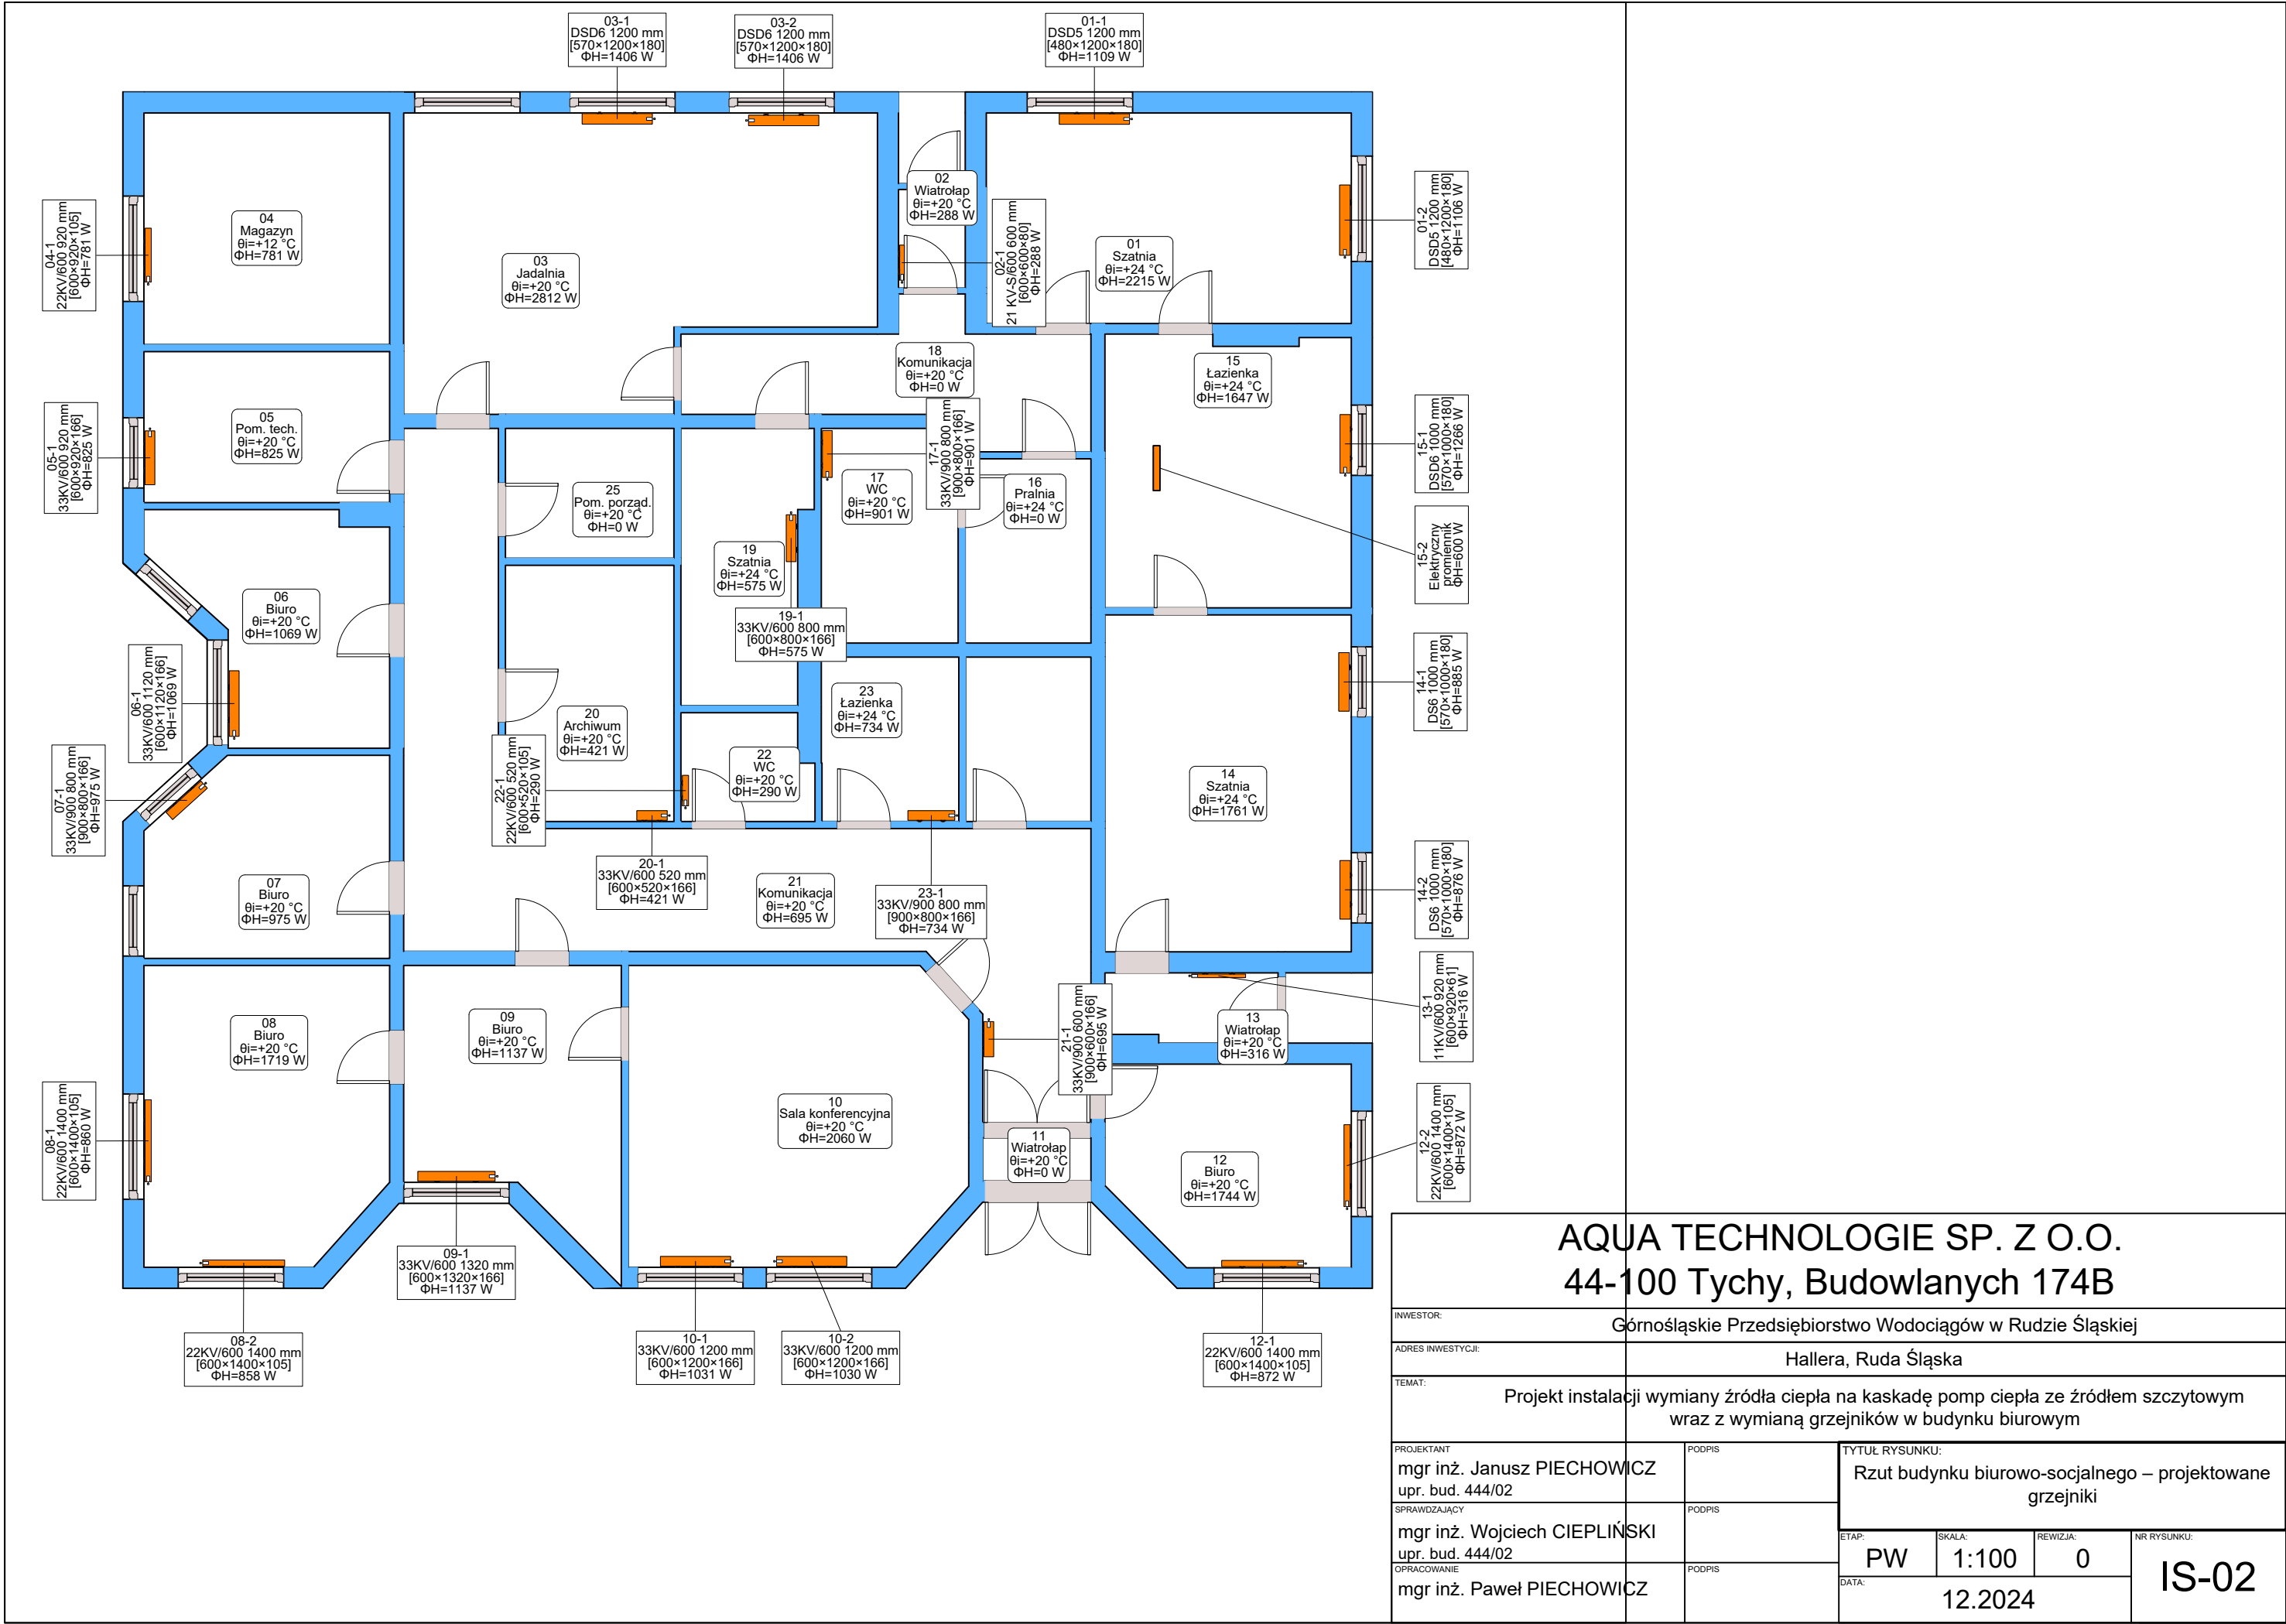 03-1
DSD6 1200 mm
[570×1200×180]
ΦH=1406 W
03-2
DSD6 1200 mm
[570×1200×180]
ΦH=1406 W
01-1
DSD5 1200 mm
[480×1200×180]
ΦH=1109 W
04-1
22KV/600 920 mm
[600×920×105]
ΦH=781 W
04
Magazyn
θi=+12 °C
ΦH=781 W
03
Jadalnia
θi=+20 °C
ΦH=2812 W
02
Wiatrołap
θi=+20 °C
ΦH=288 W
02-1
21 KV-S/600 600 mm
[600×600×80]
ΦH=288 W
01
Szatnia
θi=+24 °C
ΦH=2215 W
01-2
DSD5 1200 mm
[480×1200×180]
ΦH=1106 W
18
Komunikacja
θi=+20 °C
ΦH=0 W
15
Łazienka
θi=+24 °C
ΦH=1647 W
05-1
33KV/600 920 mm
[600×920×166]
ΦH=825 W
05
Pom. tech.
θi=+20 °C
ΦH=825 W
25
Pom. porząd.
θi=+20 °C
ΦH=0 W
17
WC
θi=+20 °C
ΦH=901 W
17-1
33KV/900 800 mm
[900×800×166]
ΦH=901 W
16
Pralnia
θi=+24 °C
ΦH=0 W
15-1
DSD6 1000 mm
[570×1000×180]
ΦH=1266 W
15-2
Elektryczny
promiennik
ΦH=600 W
19
Szatnia
θi=+24 °C
ΦH=575 W
19-1
33KV/600 800 mm
[600×800×166]
ΦH=575 W
06
Biuro
θi=+20 °C
ΦH=1069 W
06-1
33KV/600 1120 mm
[600×1120×166]
ΦH=1069 W
14-1
DS6 1000 mm
[570×1000×180]
ΦH=885 W
20
Archiwum
θi=+20 °C
ΦH=421 W
23
Łazienka
θi=+24 °C
ΦH=734 W
22-1
22KV/600 520 mm
[600×520×105]
ΦH=290 W
22
WC
θi=+20 °C
ΦH=290 W
14
Szatnia
θi=+24 °C
ΦH=1761 W
07-1
33KV/900 800 mm
[900×800×166]
ΦH=975 W
07
Biuro
θi=+20 °C
ΦH=975 W
20-1
33KV/600 520 mm
[600×520×166]
ΦH=421 W
21
Komunikacja
θi=+20 °C
ΦH=695 W
23-1
33KV/900 800 mm
[900×800×166]
ΦH=734 W
14-2
DS6 1000 mm
[570×1000×180]
ΦH=876 W
13-1
11KV/600 920 mm
[600×920×61]
ΦH=316 W
08
Biuro
θi=+20 °C
ΦH=1719 W
09
Biuro
θi=+20 °C
ΦH=1137 W
21-1
33KV/900 600 mm
[900×600×166]
ΦH=695 W
13
Wiatrołap
θi=+20 °C
ΦH=316 W
08-1
22KV/600 1400 mm
[600×1400×105]
ΦH=860 W
10
Sala konferencyjna
θi=+20 °C
ΦH=2060 W
11
Wiatrołap
θi=+20 °C
ΦH=0 W
12
Biuro
θi=+20 °C
ΦH=1744 W
12-2
22KV/600 1400 mm
[600×1400×105]
ΦH=872 W
09-1
33KV/600 1320 mm
[600×1320×166]
ΦH=1137 W
08-2
22KV/600 1400 mm
[600×1400×105]
ΦH=858 W
10-1
33KV/600 1200 mm
[600×1200×166]
ΦH=1031 W
10-2
33KV/600 1200 mm
[600×1200×166]
ΦH=1030 W
12-1
22KV/600 1400 mm
[600×1400×105]
ΦH=872 W
AQUA TECHNOLOGIE SP. Z O.O.
44-100 Tychy, Budowlanych 174B
INWESTOR:
Górnośląskie Przedsiębiorstwo Wodociągów w Rudzie Śląskiej
ADRES INWESTYCJI:
Hallera, Ruda Śląska
TEMAT:
Projekt instalacji wymiany źródła ciepła na kaskadę pomp ciepła ze źródłem szczytowym
wraz z wymianą grzejników w budynku biurowym
PROJEKTANT
mgr inż. Janusz PIECHOWICZ
upr. bud. 444/02
PODPIS
SPRAWDZAJĄCY
mgr inż. Wojciech CIEPLIŃSKI
upr. bud. 444/02
PODPIS
OPRACOWANIE
mgr inż. Paweł PIECHOWICZ
PODPIS
TYTUŁ RYSUNKU:
Rzut budynku biurowo-socjalnego – projektowane
grzejniki
ETAP:
PW
SKALA:
1:100
REWIZJA:
0
NR RYSUNKU:
IS-02
DATA:
12.2024